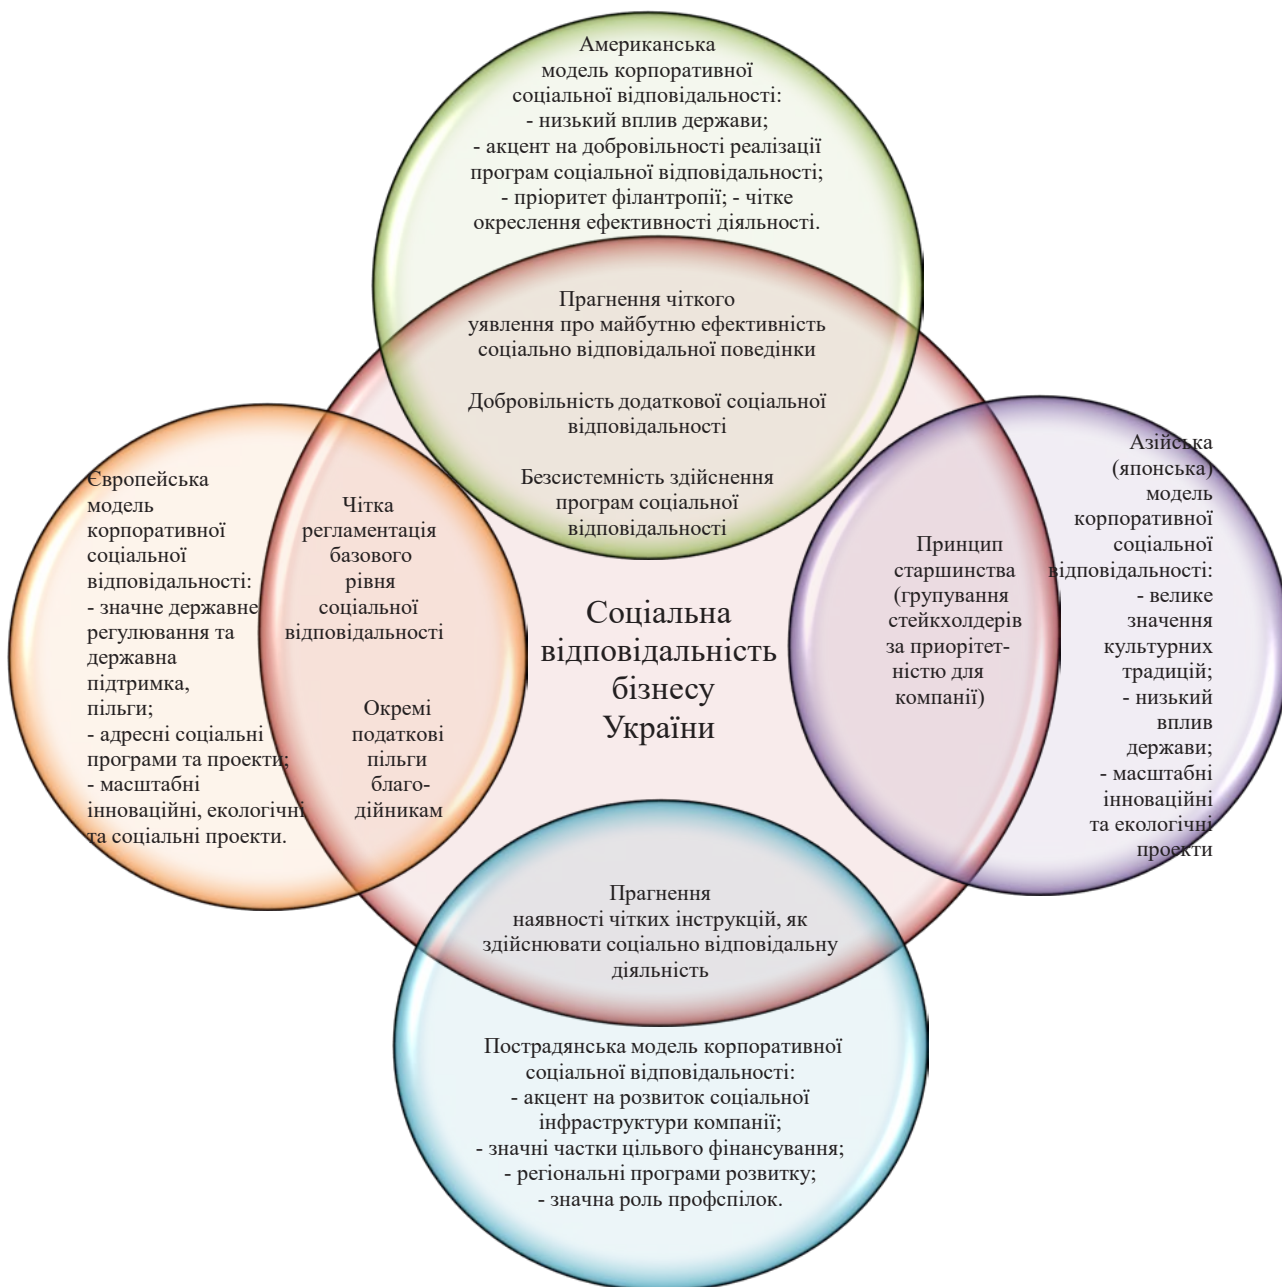 Американська
модель корпоративної
соціальної відповідальності:
- низький вплив держави;
- акцент на добровільності реалізації
програм соціальної відповідальності;
- пріоритет філантропії; - чітке
окреслення ефективності діяльності.
Прагнення чіткого
уявлення про майбутню ефективність
соціально відповідальної поведінки
Добровільність додаткової соціальної
відповідальності
Безсистемність здійснення
програм соціальної
відповідальності
Європейська
модель
корпоративної
соціальної
відповідальності:
- значне державне
регулювання та
державна
підтримка,
пільги;
- адресні соціальні
програми та проекти;
- масштабні
інноваційні, екологічні
та соціальні проекти.
Чітка
регламентація
базового
рівня
соціальної
відповідальності
Окремі
податкові
пільги
благо-
дійникам
Соціальна
відповідальність
бізнесу
України
Принцип
старшинства
(групування
стейкхолдерів
за приорітет-
ністю для
компанії)
Азійська
(японська)
модель
корпоративної
соціальної
відповідальності:
- велике
значення
культурних
традицій;
- низький
вплив
держави;
- масштабні
інноваційні
та екологічні
проекти
Прагнення
наявності чітких інструкцій, як
здійснювати соціально відповідальну
діяльність
Пострадянська модель корпоративної
соціальної відповідальності:
- акцент на розвиток соціальної
інфраструктури компанії;
- значні частки цільвого фінансування;
- регіональні програми розвитку;
- значна роль профспілок.